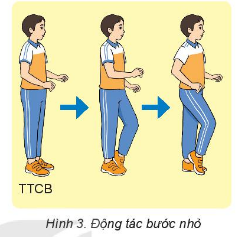 TTCB
Hình 3. Động tác bước nhỏ